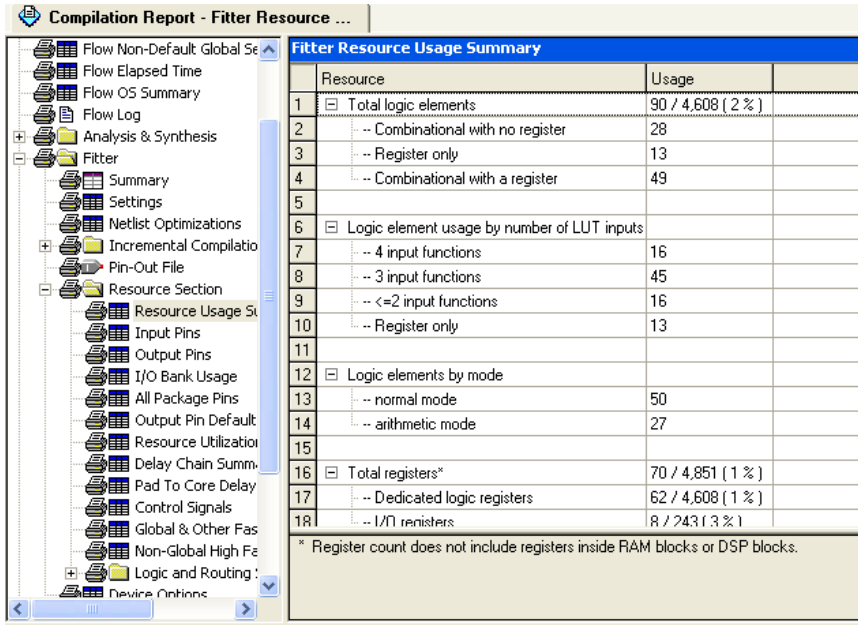 Compilation Report - Fitter Resource ...
Flow Non-Default Global Se
Flow Elapsed Time
Flow OS Summary
Flow Log
Analysis & Synthesis
Fitter
Summary
Settings
Netlist Optimizations
Incremental Compilatio
Pin-Out File
Resource Section
Resource Usage Su
Input Pins
Output Pins
I/O Bank Usage
All Package Pins
Output Pin Default
Resource Utilization
Delay Chain Summa
Pad To Core Delay
Control Signals
Global & Other Fas
Non-Global High Fa
Logic and Routing S
Device Options
Fitter Resource Usage Summary
Resource Usage
1 Total logic elements 90 / 4,608 ( 2 % )
2 -- Combinational with no register 28
3 -- Register only 13
4 -- Combinational with a register 49
5
6 Logic element usage by number of LUT inputs
7 -- 4 input functions 16
8 -- 3 input functions 45
9 -- <=2 input functions 16
10 -- Register only 13
11
12 Logic elements by mode
13 -- normal mode 50
14 -- arithmetic mode 27
15
16 Total registers* 70 / 4,851 ( 1 % )
17 -- Dedicated logic registers 62 / 4,608 ( 1 % )
18 -- I/O registers 8 / 243 ( 3 % )
* Register count does not include registers inside RAM blocks or DSP blocks.